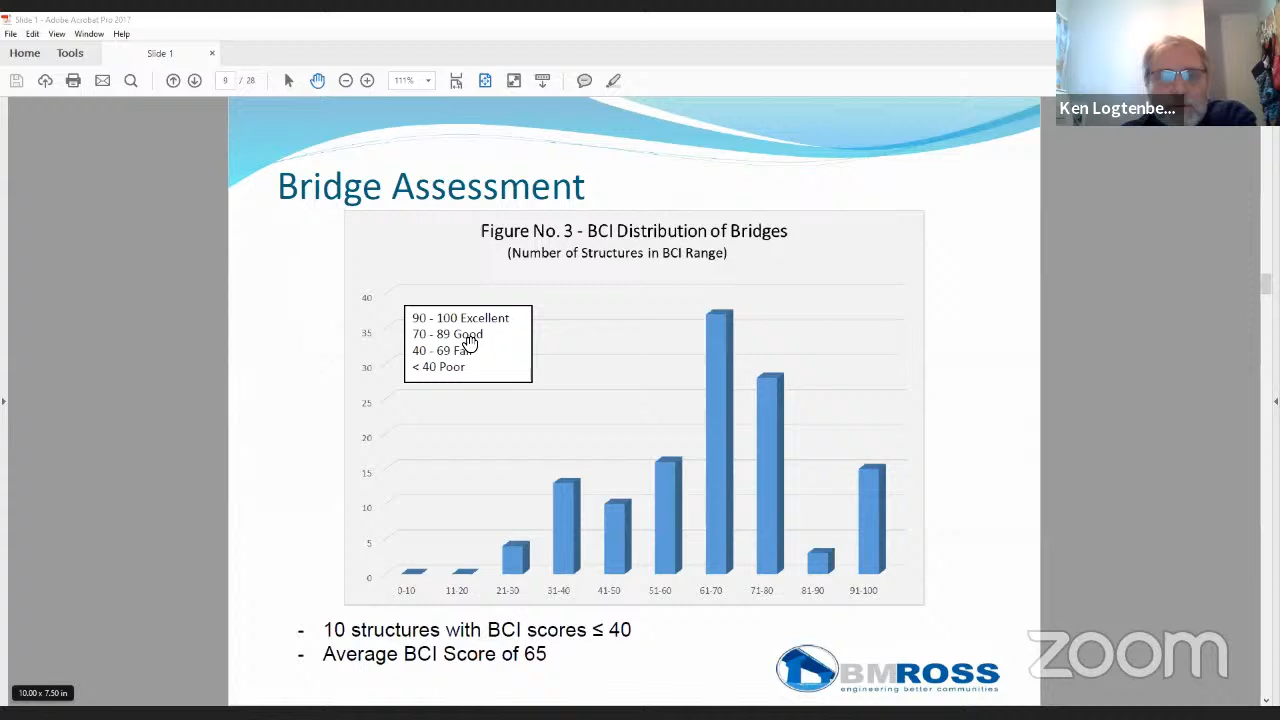 Slide 1 - Adobe Acrobat Pro 2017
File Edit View Window Help
Home Tools Slide 1 ×
9 / 28 111%
Ken Logtenbe...
Bridge Assessment
Figure No. 3 - BCI Distribution of Bridges
(Number of Structures in BCI Range)
40
35
30
25
20
15
10
5
0
90 - 100 Excellent
70 - 89 Good
40 - 69 Fair
< 40 Poor
0-10 11-20 21-30 31-40 41-50 51-60 61-70 71-80 81-90 91-100
- 10 structures with BCI scores ≤ 40
- Average BCI Score of 65
BMROSS
engineering better communities
zoom
10.00 x 7.50 in